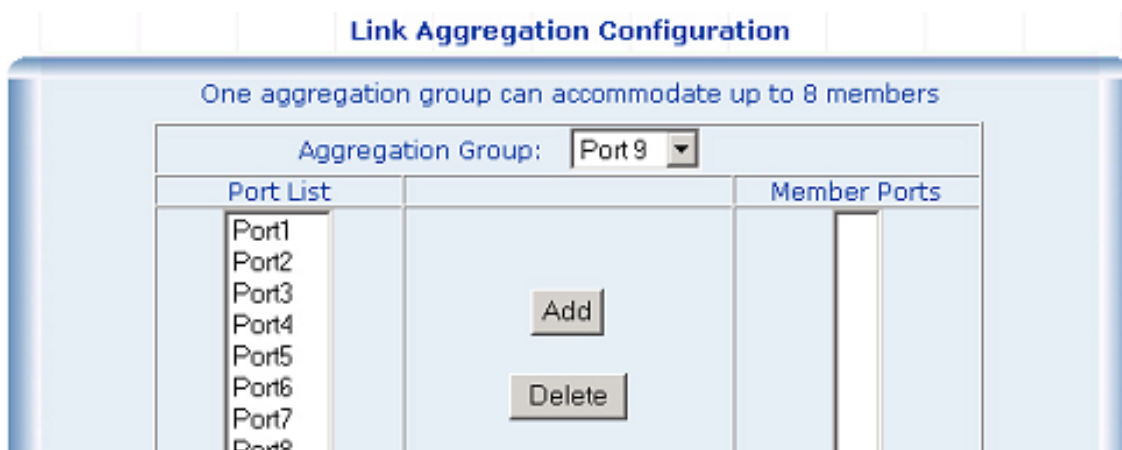 Link Aggregation Configuration
One aggregation group can accommodate up to 8 members
Aggregation Group: Port 9
Port List Member Ports
Port1
Port2
Port3
Port4
Port5
Port6
Port7
Port8
Add
Delete